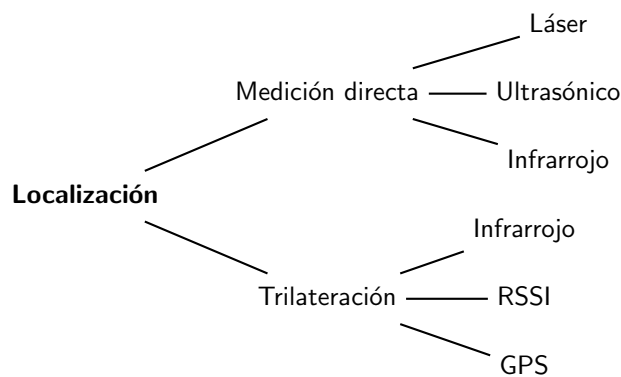 Láser
Medición directa
Ultrasónico
Infrarrojo
Localización
Infrarrojo
Trilateración
RSSI
GPS